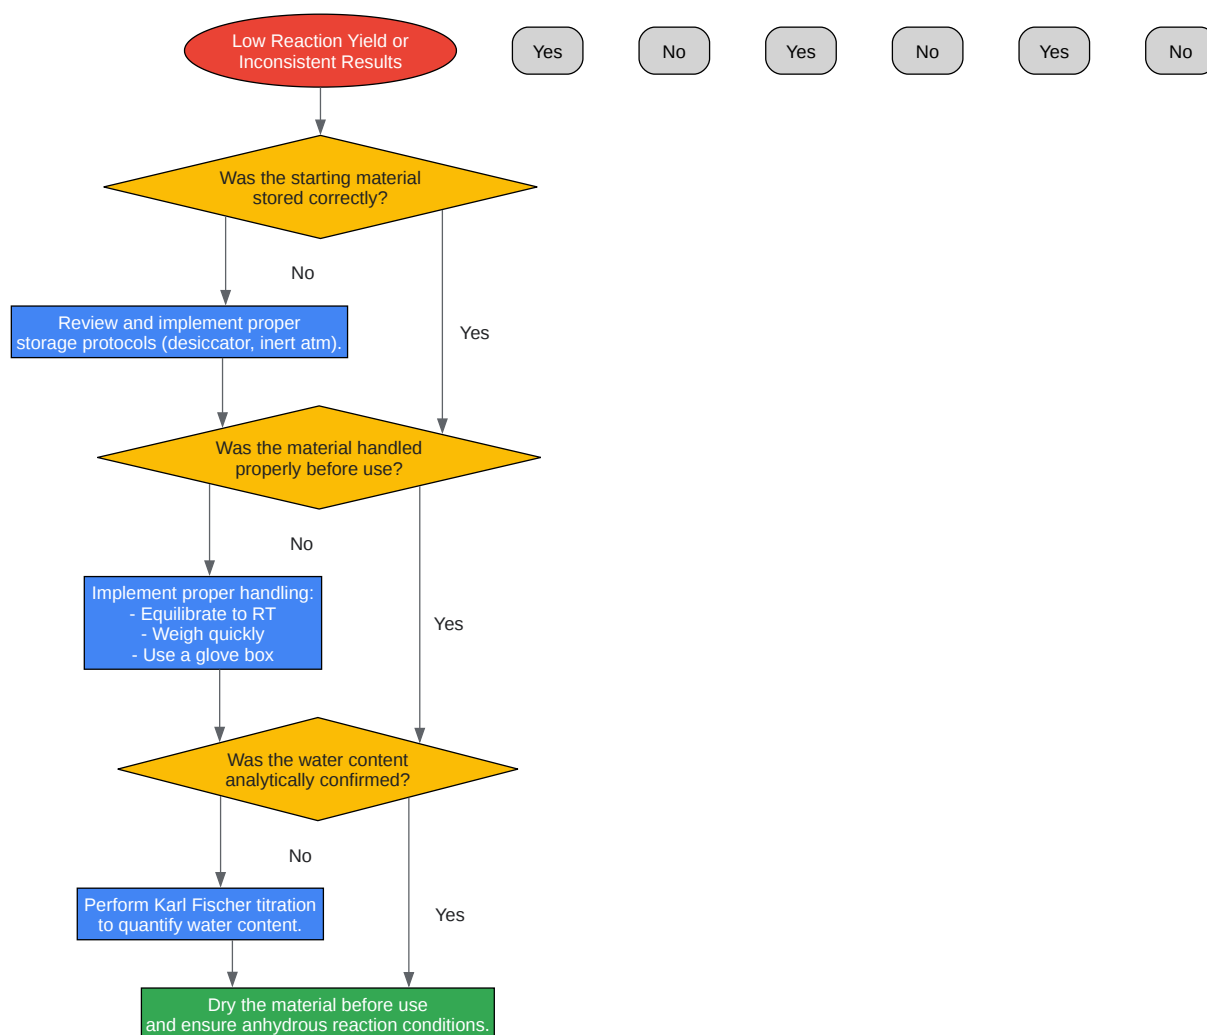 Low Reaction Yield or
Inconsistent Results
Yes
No
Yes
No
Yes
No
Was the starting material
stored correctly?
No
Review and implement proper
storage protocols (desiccator, inert atm).
Yes
Was the material handled
properly before use?
No
Implement proper handling:
- Equilibrate to RT
- Weigh quickly
- Use a glove box
Yes
Was the water content
analytically confirmed?
No
Perform Karl Fischer titration
to quantify water content.
Yes
Dry the material before use
and ensure anhydrous reaction conditions.